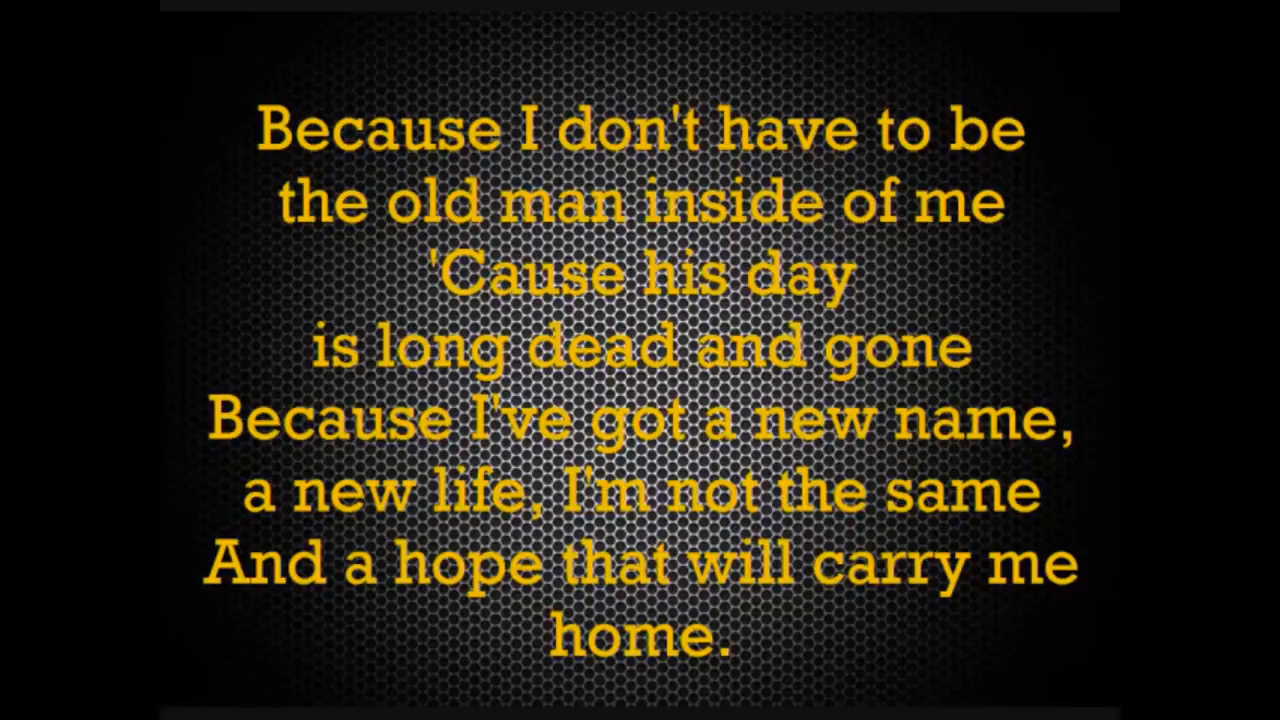 Because I don't have to be
the old man inside of me
'Cause his day
is long dead and gone
Because I've got a new name,
a new life, I'm not the same
And a hope that will carry me
home.